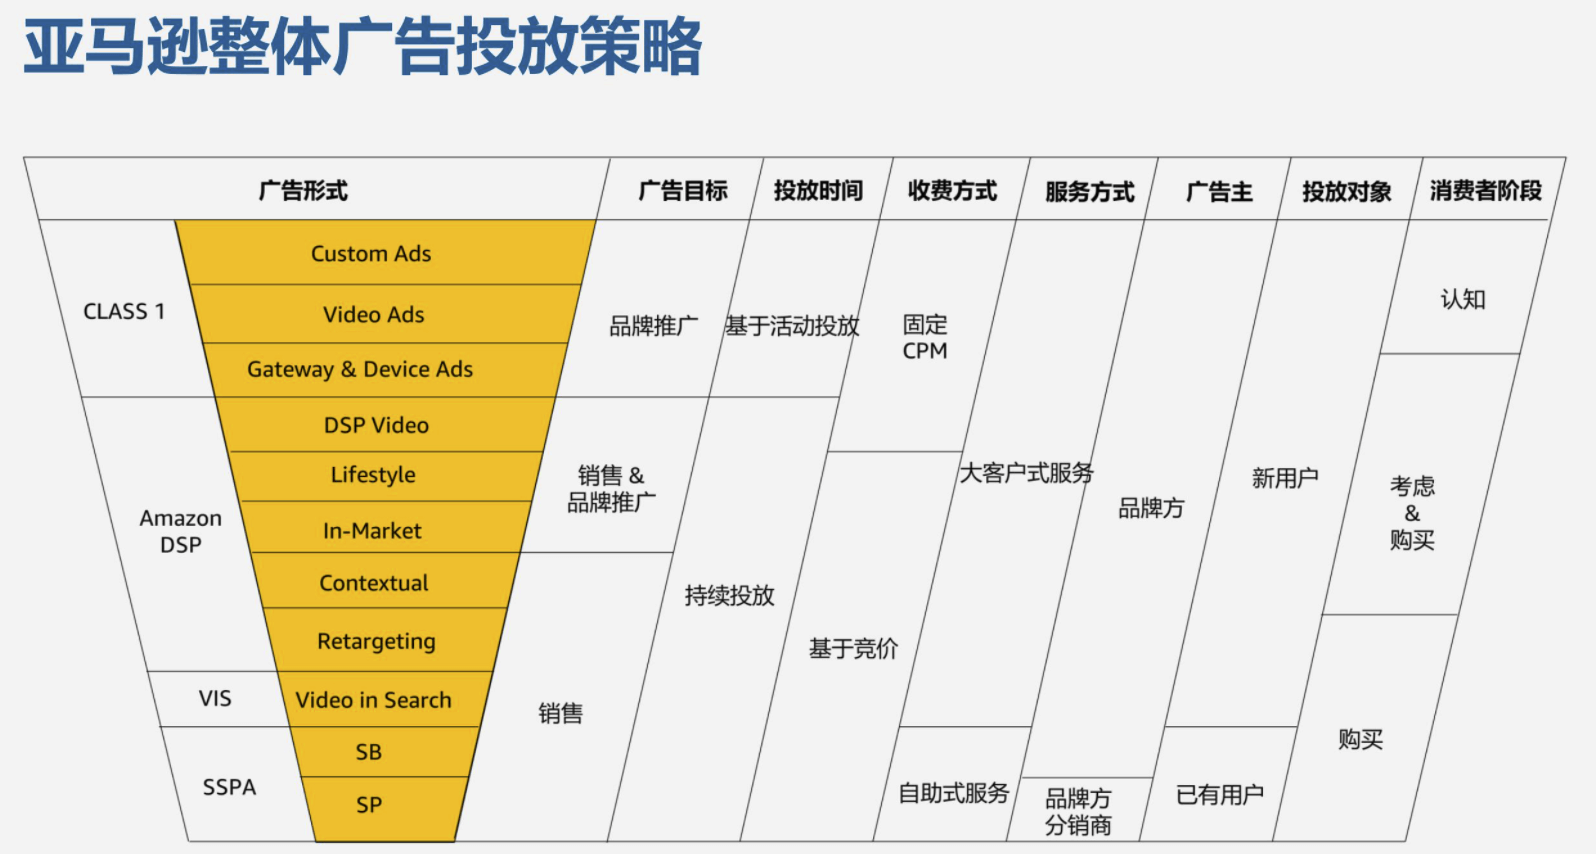 亚马逊整体广告投放策略
广告形式
广告目标
投放时间
收费方式
服务方式
广告主
投放对象
消费者阶段
CLASS 1
Custom Ads
Video Ads
Gateway & Device Ads
品牌推广
基于活动投放
固定
CPM
认知
Amazon
DSP
DSP Video
Lifestyle
In-Market
Contextual
Retargeting
销售 &
品牌推广
大客户式服务
品牌方
新用户
考虑
&
购买
持续投放
基于竞价
VIS
Video in Search
销售
购买
SSPA
SB
SP
自助式服务
品牌方
分销商
已有用户